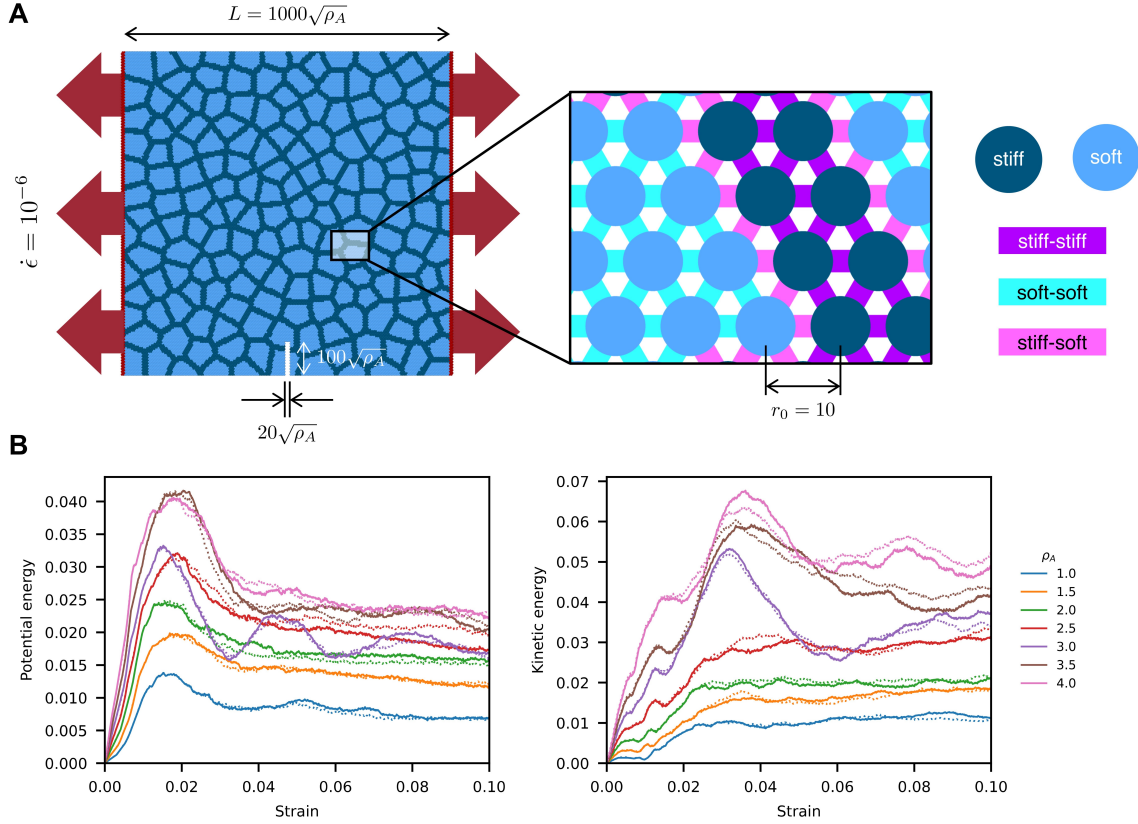 A
L = 1000√ρ_A
ϵ̇ = 10⁻⁶
100√ρ_A
20√ρ_A
r₀ = 10
stiff
soft
stiff-stiff
soft-soft
stiff-soft
B
Potential energy
0.040
0.035
0.030
0.025
0.020
0.015
0.010
0.005
0.000
0.00 0.02 0.04 0.06 0.08 0.10
Strain
Kinetic energy
0.07
0.06
0.05
0.04
0.03
0.02
0.01
0.00
0.00 0.02 0.04 0.06 0.08 0.10
Strain
ρ_A
1.0
1.5
2.0
2.5
3.0
3.5
4.0